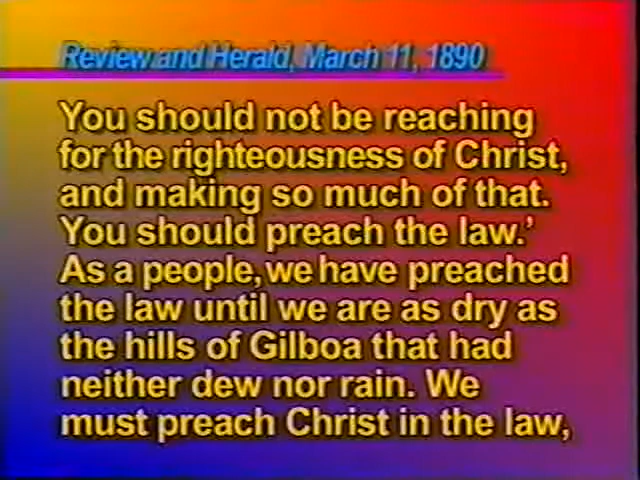 Review and Herald, March 11, 1890
You should not be reaching
for the righteousness of Christ,
and making so much of that.
You should preach the law.'
As a people, we have preached
the law until we are as dry as
the hills of Gilboa that had
neither dew nor rain. We
must preach Christ in the law,